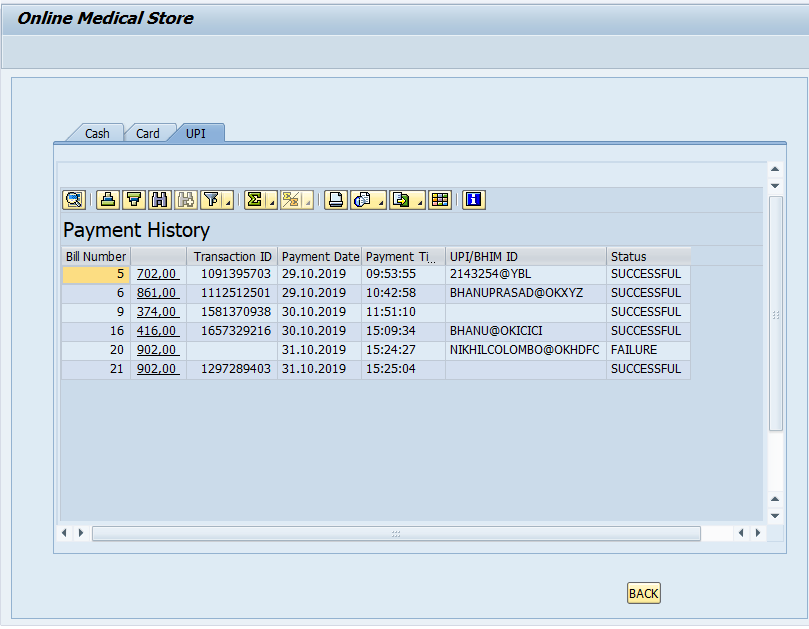 Online Medical Store
Cash Card UPI
Payment History
Bill Number Transaction ID Payment Date Payment Ti.. UPI/BHIM ID Status
5 702,00 1091395703 29.10.2019 09:53:55 2143254@YBL SUCCESSFUL
6 861,00 1112512501 29.10.2019 10:42:58 BHANUPRASAD@OKXYZ SUCCESSFUL
9 374,00 1581370938 30.10.2019 11:51:10 SUCCESSFUL
16 416,00 1657329216 30.10.2019 15:09:34 BHANU@OKICICI SUCCESSFUL
20 902,00 31.10.2019 15:24:27 NIKHILCOLOMBO@OKHDFC FAILURE
21 902,00 1297289403 31.10.2019 15:25:04 SUCCESSFUL
BACK